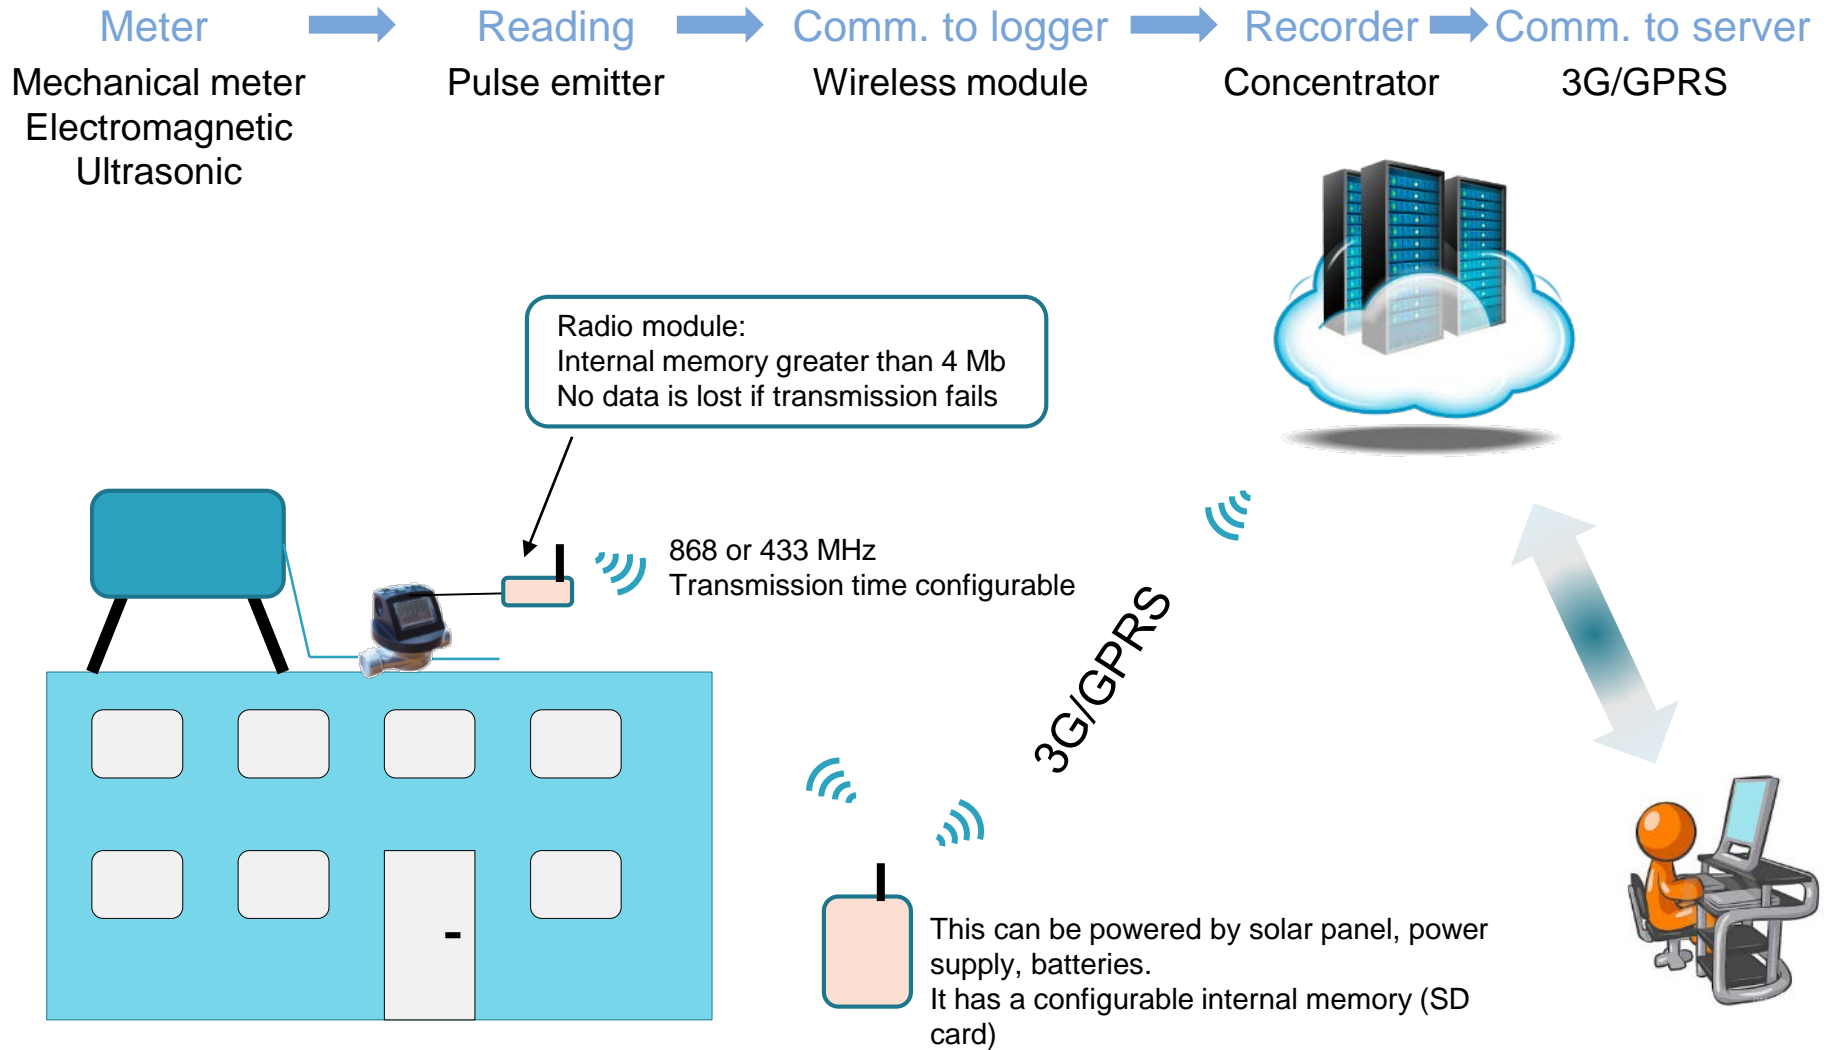 Meter Reading Comm. to logger Recorder Comm. to server
Mechanical meter Pulse emitter Wireless module Concentrator 3G/GPRS
Electromagnetic
Ultrasonic
Radio module:
Internal memory greater than 4 Mb
No data is lost if transmission fails
868 or 433 MHz
Transmission time configurable
3G/GPRS
This can be powered by solar panel, power
supply, batteries.
It has a configurable internal memory (SD
card)